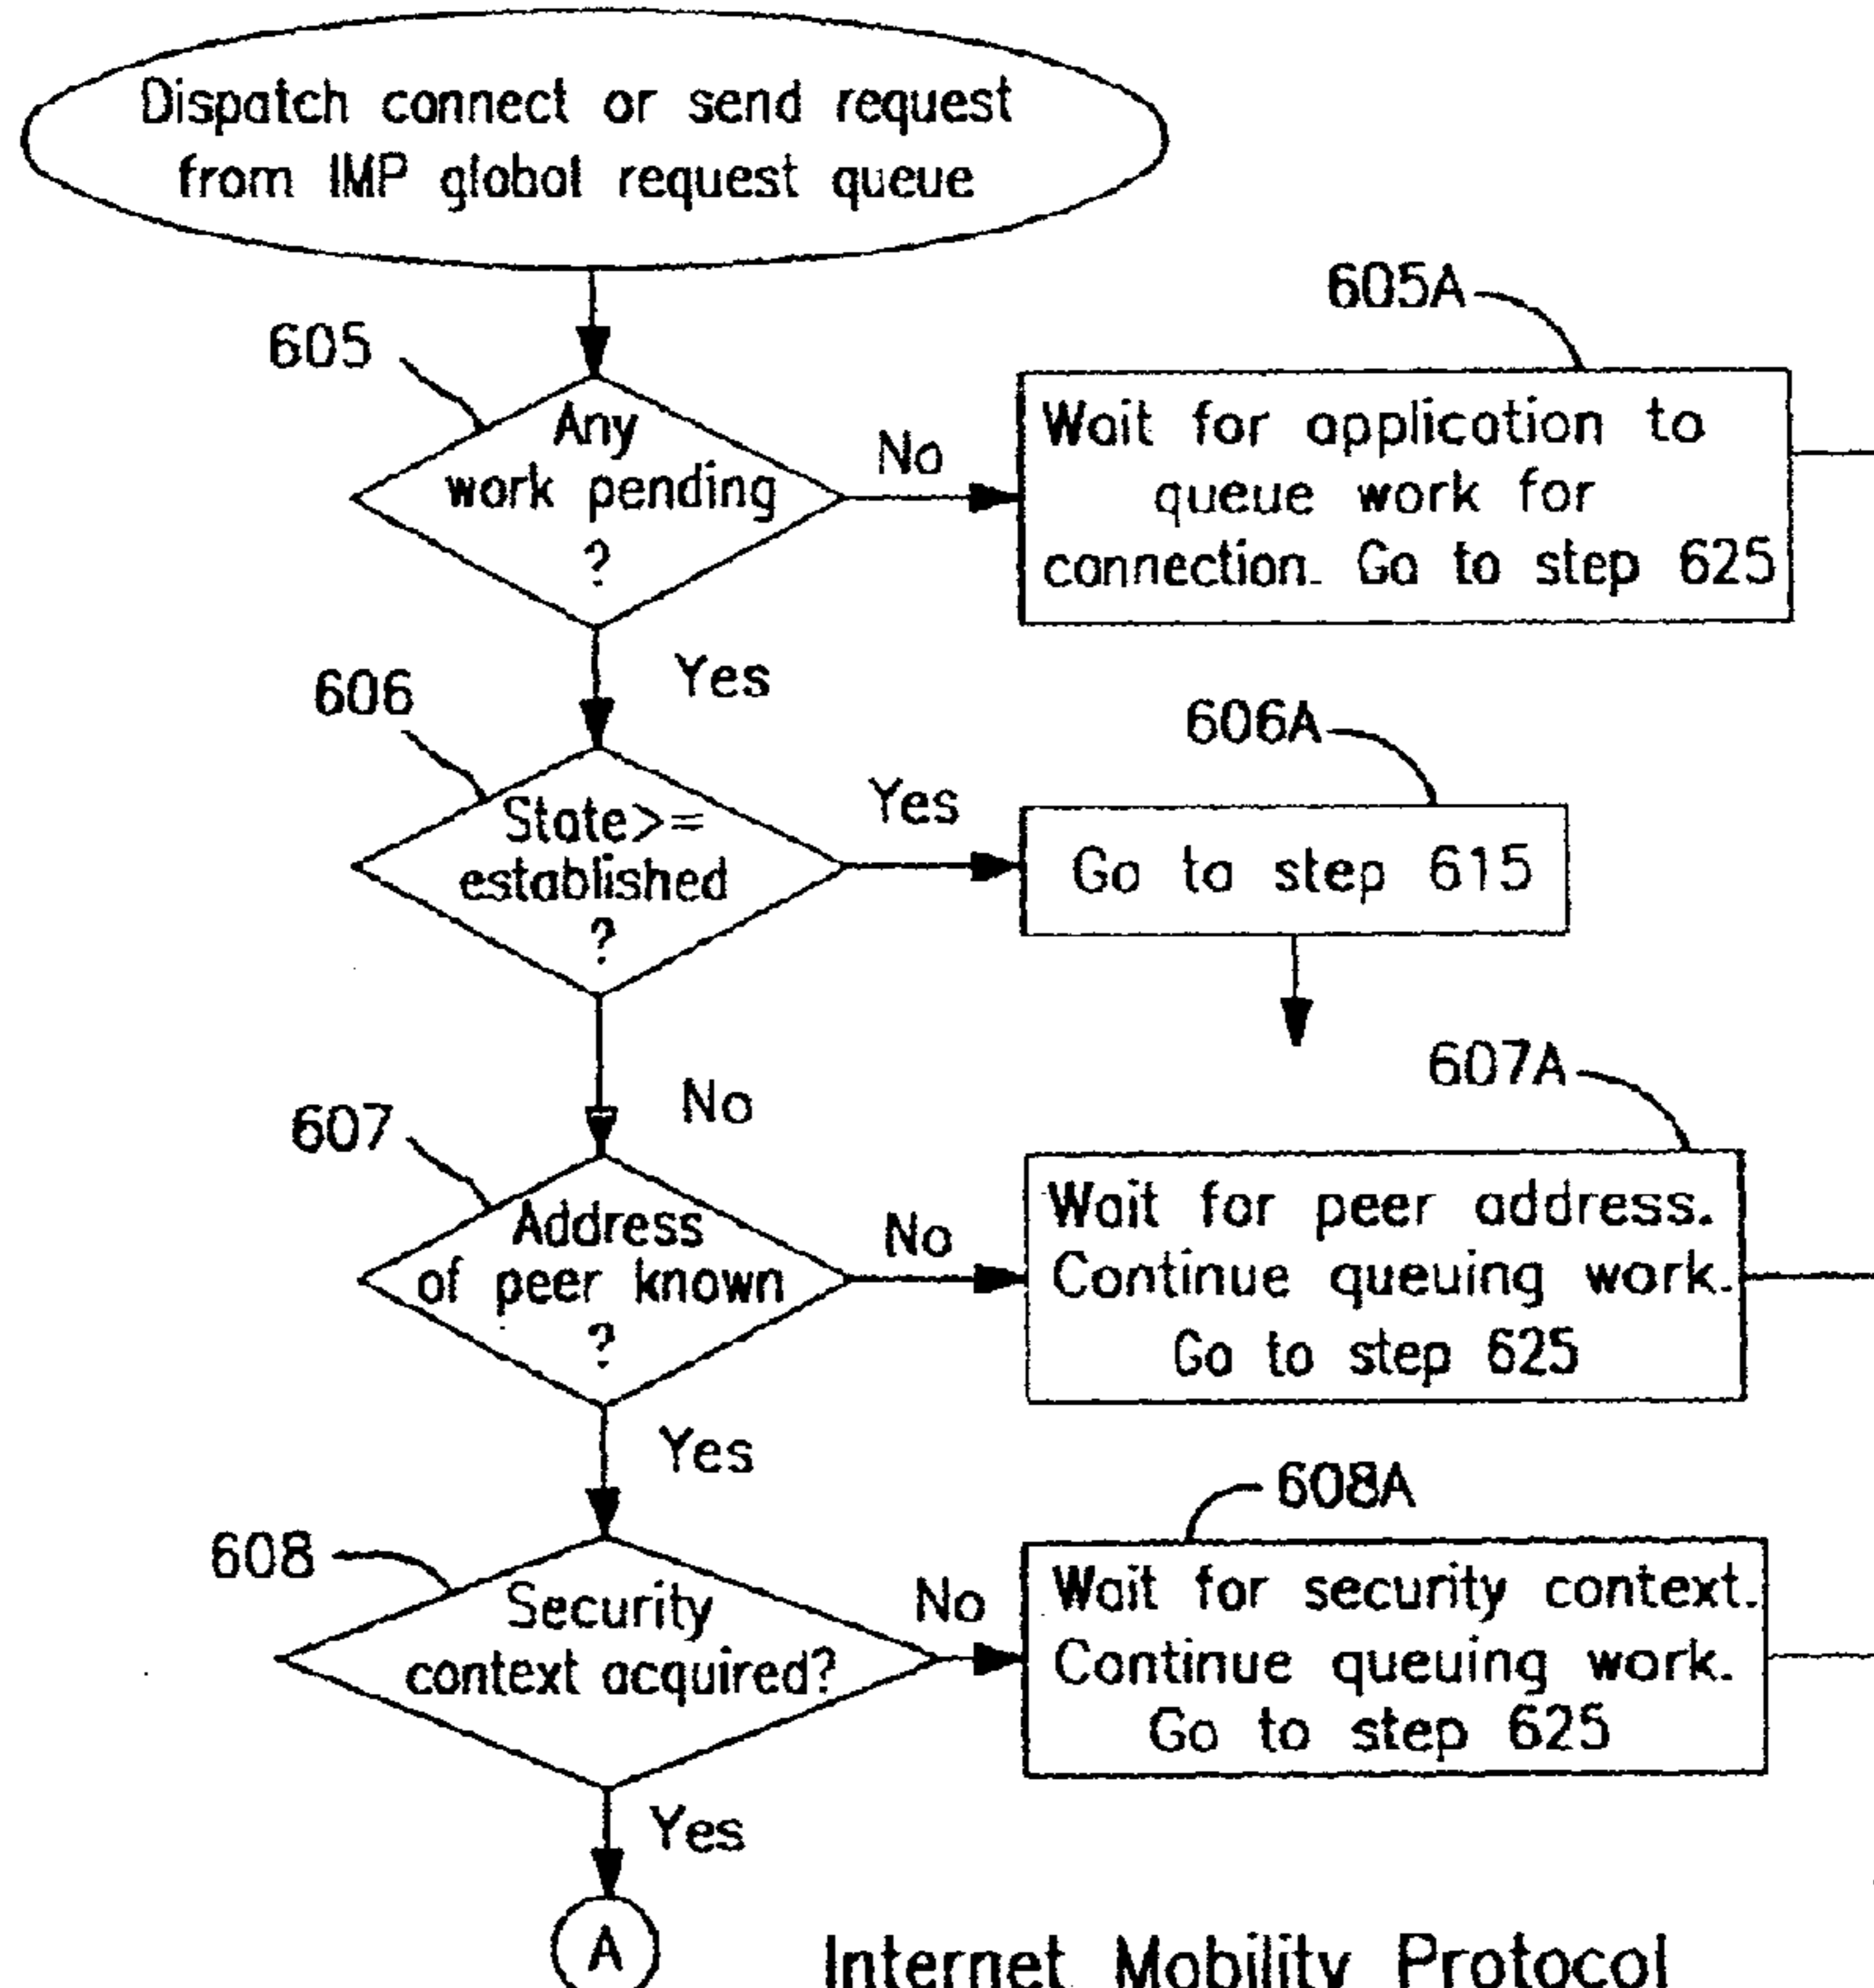 Dispatch connect or send request
from IMP global request queue
605
Any
work pending
?
No
605A
Wait for application to
queue work for
connection. Go to step 625
Yes
606
State>=
established
?
Yes
606A
Go to step 615
No
607
Address
of peer known
?
No
607A
Wait for peer address.
Continue queuing work.
Go to step 625
Yes
608
Security
context acquired?
No
608A
Wait for security context.
Continue queuing work.
Go to step 625
Yes
A
Internet Mobility Protocol